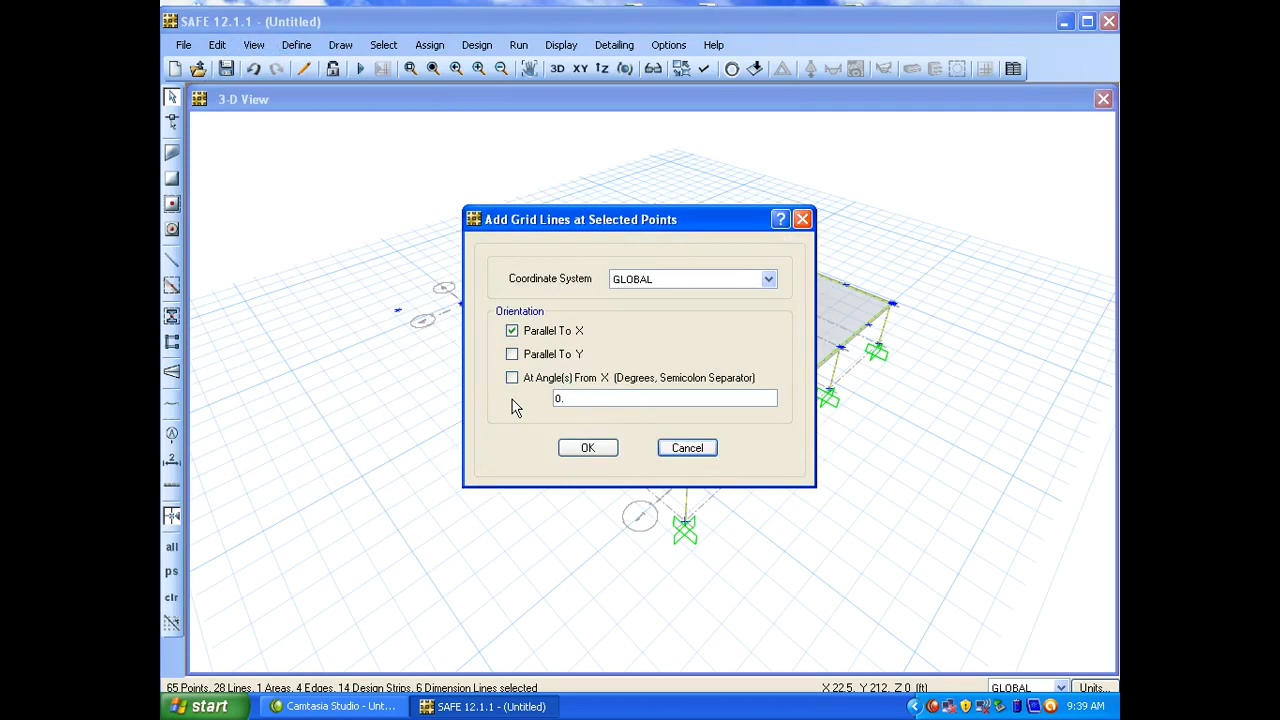 SAFE 12.1.1 - (Untitled)
File Edit View Define Draw Select Assign Design Run Display Detailing Options Help
3D XY
3-D View
Add Grid Lines at Selected Points
Coordinate System GLOBAL
Orientation
Parallel To X
Parallel To Y
At Angle(s) From X (Degrees, Semicolon Separator)
0.
OK Cancel
all
ps
clr
65 Points, 28 Lines, 1 Areas, 4 Edges, 14 Design Strips, 6 Dimension Lines selected
X 22.5, Y 212, Z 0 (ft)
GLOBAL
Units...
start
Camtasia Studio - Unt...
SAFE 12.1.1 - (Untitled)
9:39 AM